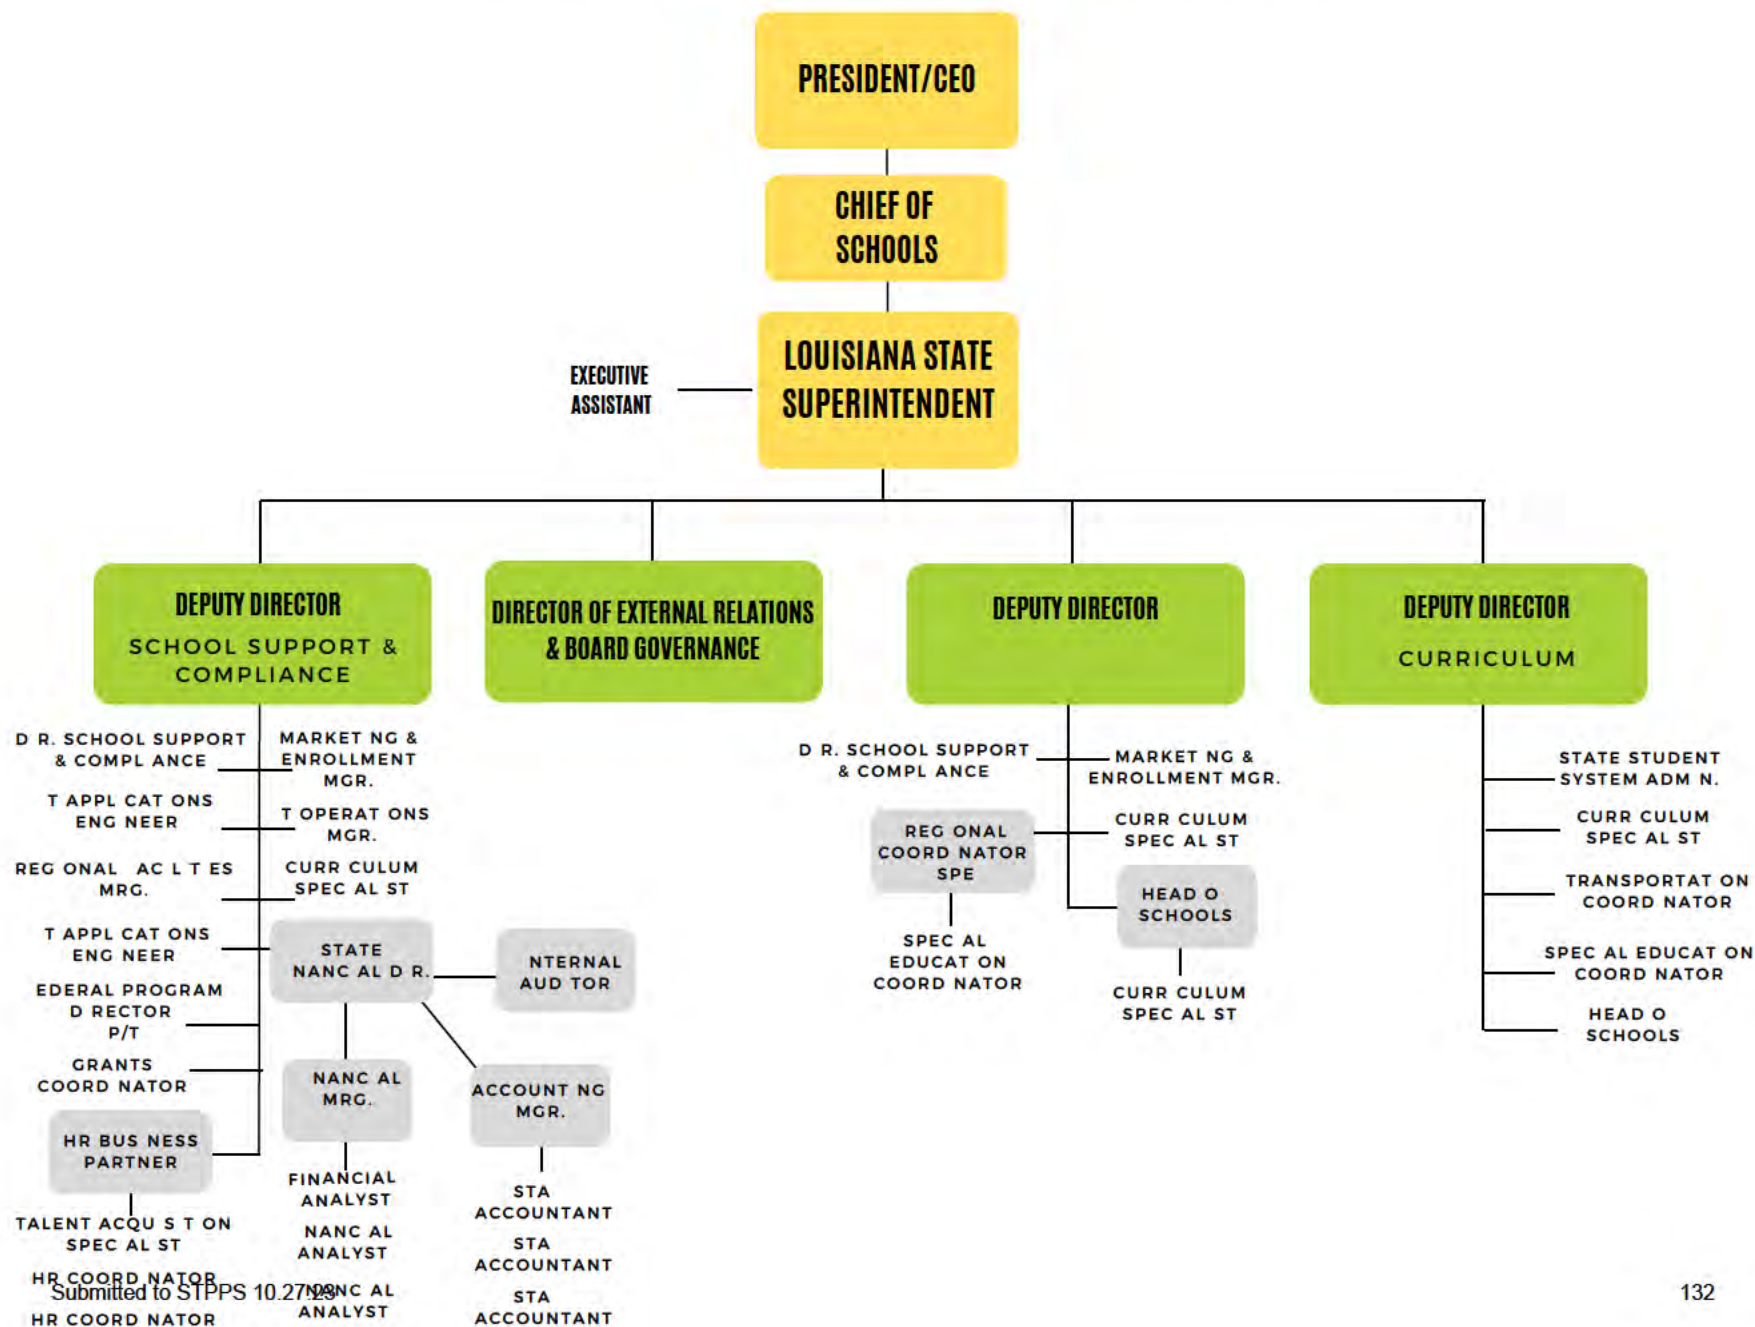 PRESIDENT/CEO
CHIEF OF
SCHOOLS
LOUISIANA STATE
SUPERINTENDENT
EXECUTIVE
ASSISTANT
DEPUTY DIRECTOR
SCHOOL SUPPORT &
COMPLIANCE
DIRECTOR OF EXTERNAL RELATIONS
& BOARD GOVERNANCE
DEPUTY DIRECTOR
DEPUTY DIRECTOR
CURRICULUM
D R. SCHOOL SUPPORT
& COMPL ANCE
MARKET NG &
ENROLLMENT
MGR.
T APPL CAT ONS
ENG NEER
T OPERAT ONS
MGR.
REG ONAL AC L T ES
MRG.
CURR CULUM
SPEC AL ST
T APPL CAT ONS
ENG NEER
STATE
NANC AL D R.
NTERNAL
AUD TOR
EDERAL PROGRAM
D RECTOR
P/T
GRANTS
COORD NATOR
NANC AL
MRG.
ACCOUNT NG
MGR.
HR BUS NESS
PARTNER
FINANCIAL
ANALYST
NANC AL
ANALYST
NANC AL
ANALYST
STA
ACCOUNTANT
STA
ACCOUNTANT
STA
ACCOUNTANT
TALENT ACQU S T ON
SPEC AL ST
HR COORD NATOR
HR COORD NATOR
D R. SCHOOL SUPPORT
& COMPL ANCE
MARKET NG &
ENROLLMENT MGR.
REG ONAL
COORD NATOR
SPE
CURR CULUM
SPEC AL ST
HEAD O
SCHOOLS
SPEC AL
EDUCAT ON
COORD NATOR
CURR CULUM
SPEC AL ST
STATE STUDENT
SYSTEM ADM N.
CURR CULUM
SPEC AL ST
TRANSPORTAT ON
COORD NATOR
SPEC AL EDUCAT ON
COORD NATOR
HEAD O
SCHOOLS
Submitted to STPPS 10.27.23
132